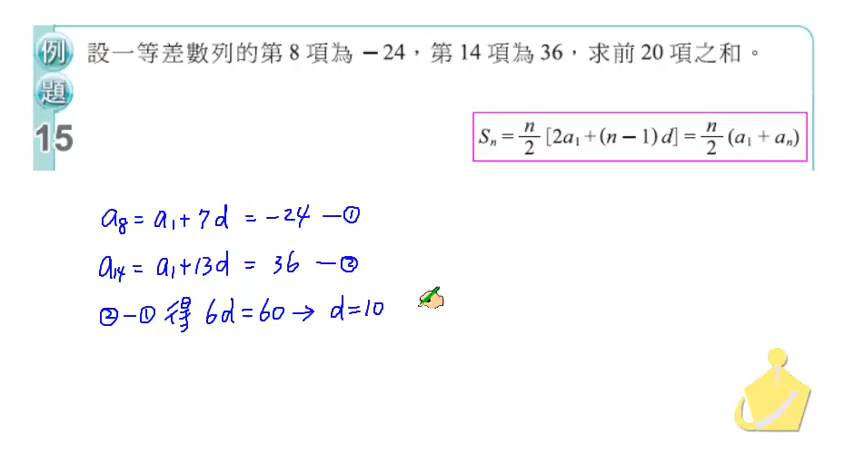 例題15
設一等差數列的第 8 項為 −24，第 14 項為 36，求前 20 項之和。
Sₙ = n/2 [2a₁ + (n − 1) d] = n/2 (a₁ + aₙ)
a₈ = a₁ + 7d = −24 —①
a₁₄ = a₁ + 13d = 36 —②
② − ① 得 6d = 60 → d = 10